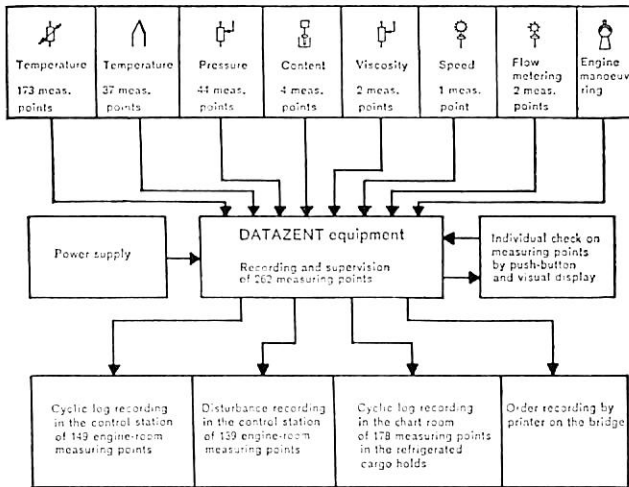 Temperature
173 meas.
points
Temperature
37 meas.
points
Pressure
44 meas.
points
Content
4 meas.
points
Viscosity
2 meas.
points
Speed
1 meas.
point
Flow
metering
2 meas.
points
Engine
manoeuv
ring
Power supply
DATAZENT equipment
Recording and supervision
of 262 measuring points
Individual check on
measuring points
by push-button
and visual display
Cyclic log recording
in the control station
of 149 engine-room
measuring points
Disturbance recording
in the control station
of 139 engine-room
measuring points
Cyclic log recording
in the chart room
of 178 measuring points
in the refrigerated
cargo holds
Order recording by
printer on the bridge